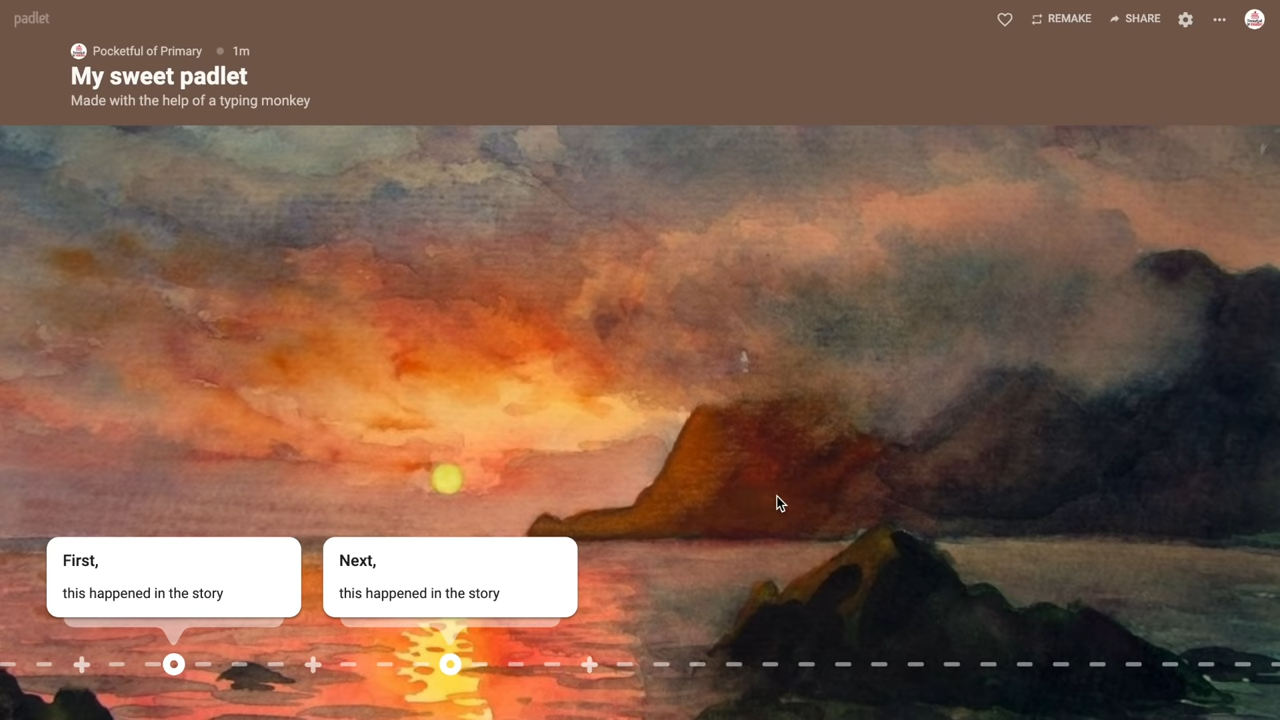 padlet
REMAKE
SHARE
Pocketful of Primary 1m
My sweet padlet
Made with the help of a typing monkey
First,
this happened in the story
Next,
this happened in the story